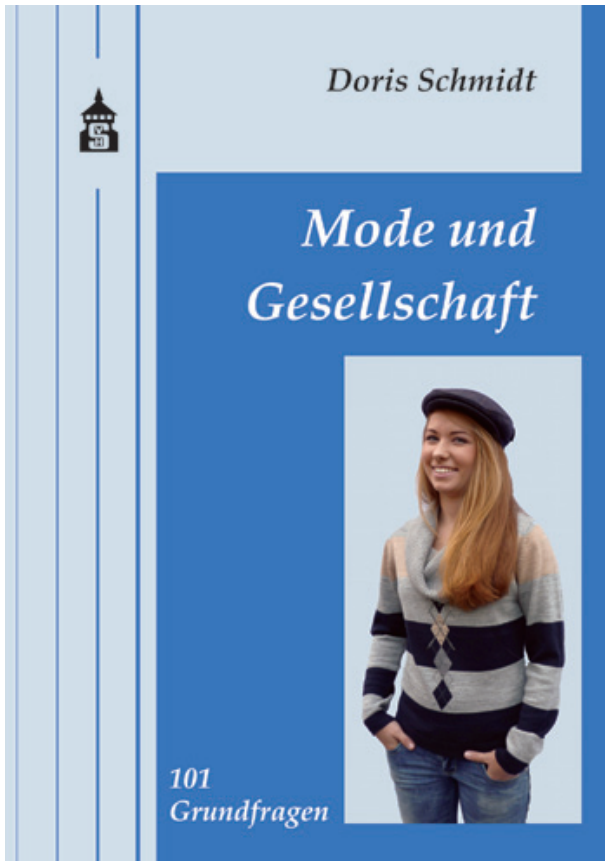 Doris Schmidt
S
V
H
Mode und
Gesellschaft
101
Grundfragen